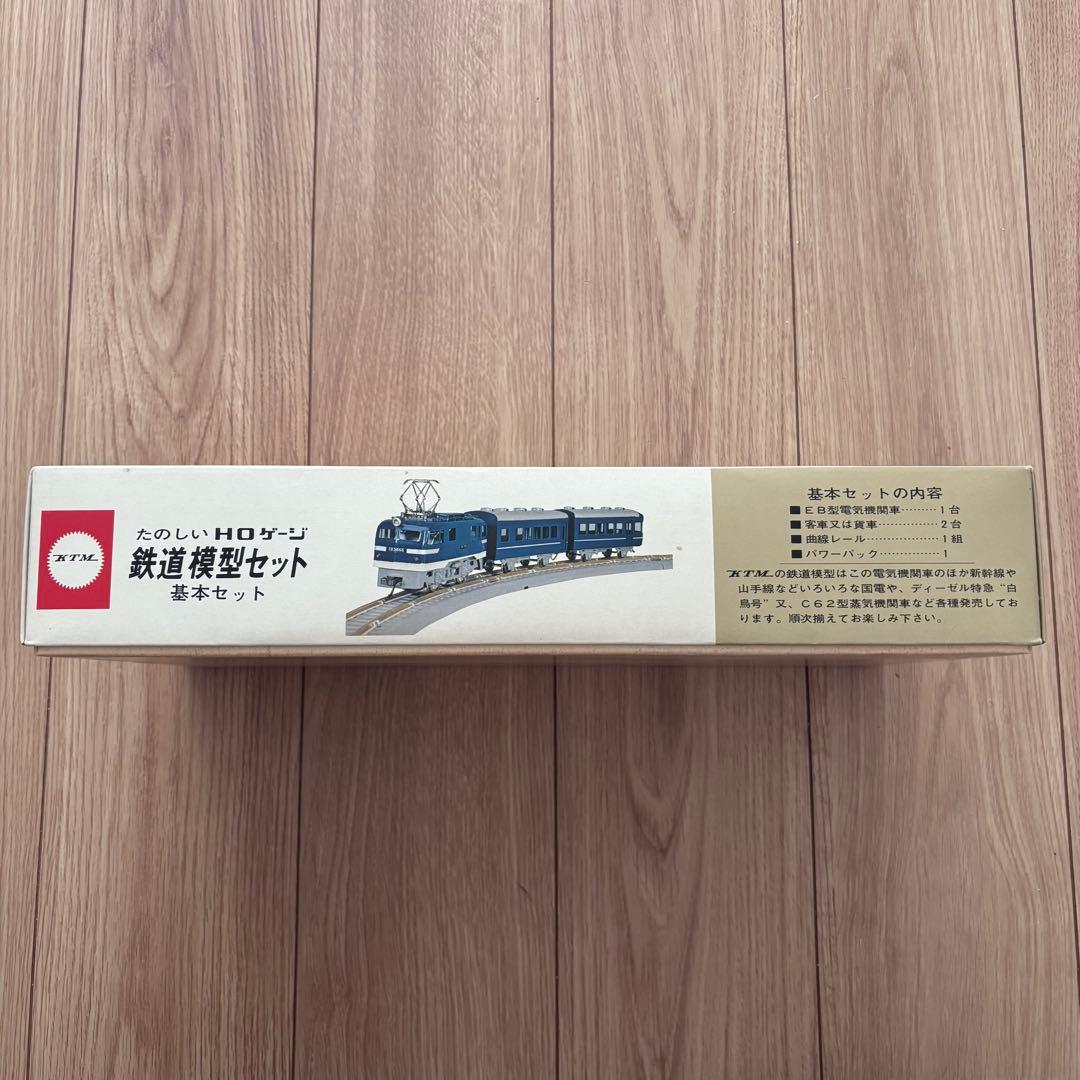 KTM
たのしいHOゲージ
鉄道模型セット
基本セット
基本セットの内容
■EB型電気機関車………1台
■客車又は貨車……………2台
■曲線レール………………1組
■パワーパック……………1
KTMの鉄道模型はこの電気機関車のほか新幹線や
山手線などいろいろな国電や、ディーゼル特急“白
鳥号”又、C62型蒸気機関車など各種発売してお
ります。順次揃えてお楽しみ下さい。